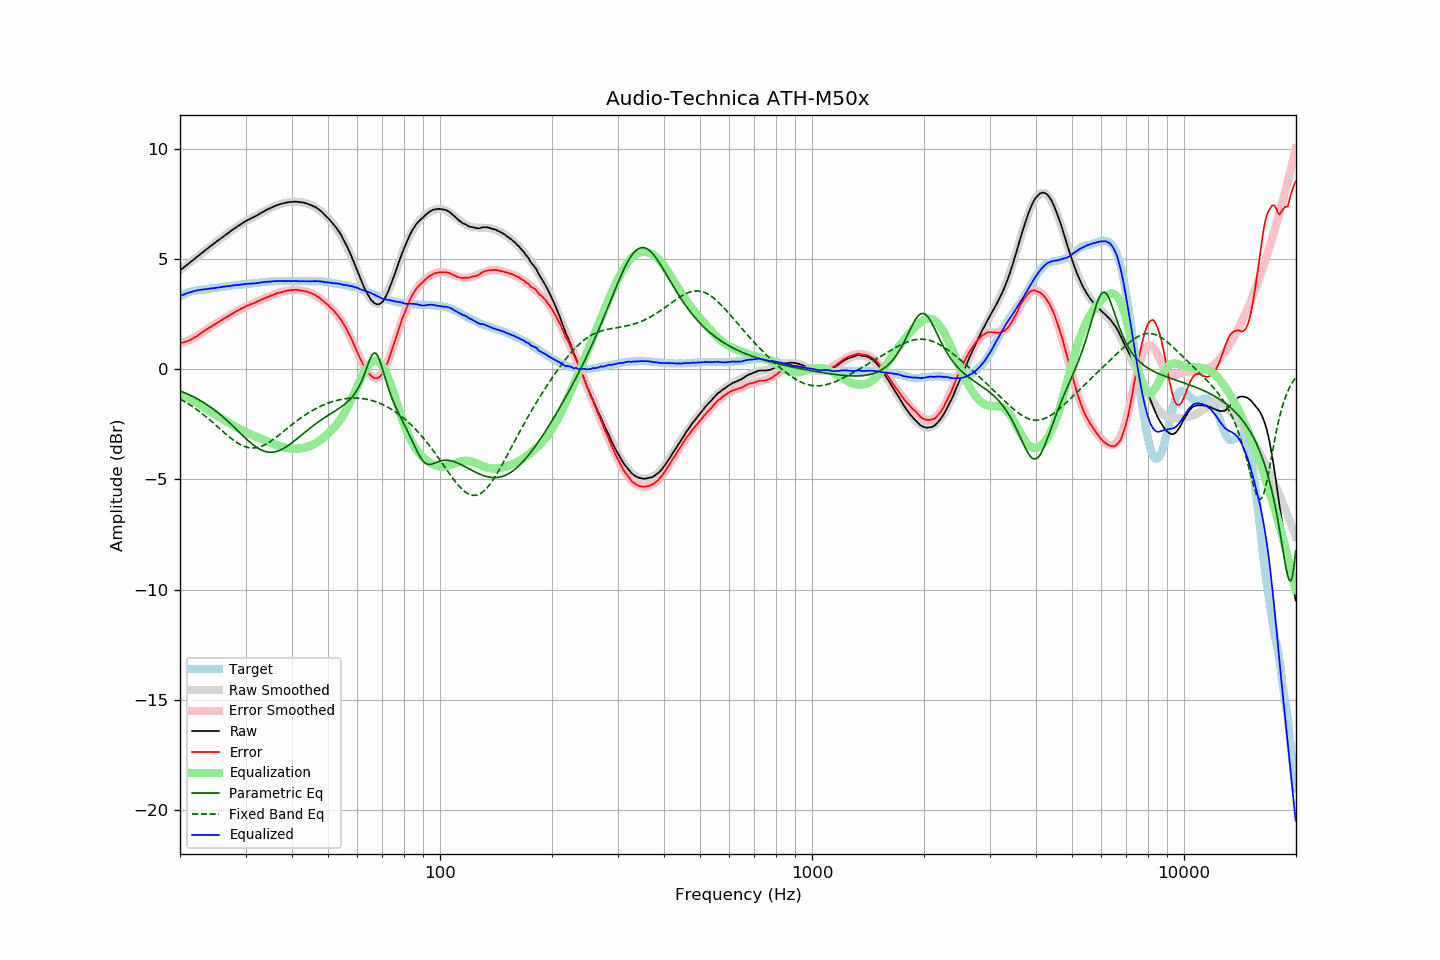 Audio-Technica ATH-M50x
10
5
0
−5
−10
−15
−20
Amplitude (dBr)
Target
Raw Smoothed
Error Smoothed
Raw
Error
Equalization
Parametric Eq
Fixed Band Eq
Equalized
100
1000
10000
Frequency (Hz)